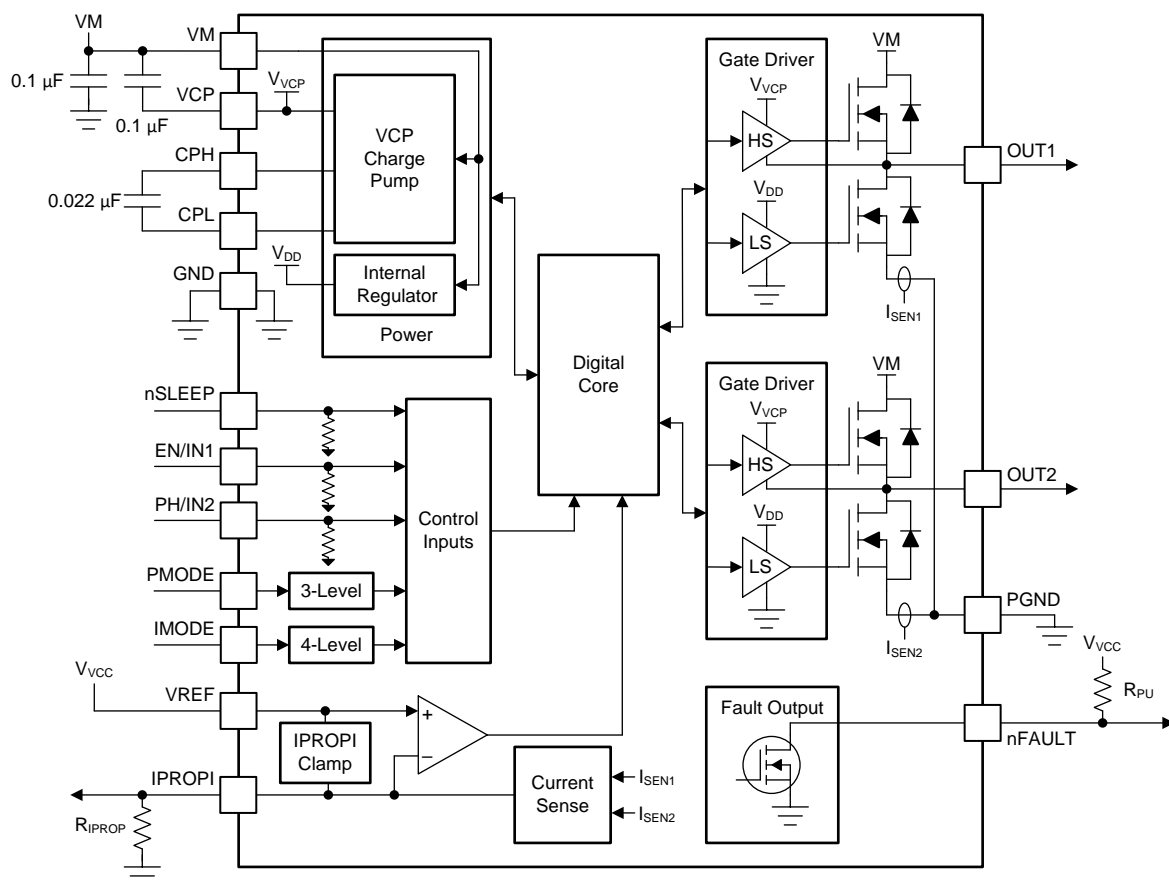 VM
VM
0.1 µF
VCP
0.1 µF
CPH
0.022 µF
CPL
GND
VVCP
VCP
Charge
Pump
VDD
Internal
Regulator
Power
nSLEEP
EN/IN1
PH/IN2
PMODE
3-Level
IMODE
4-Level
Control
Inputs
VVCC
VREF
IPROPI
Clamp
IPROPI
RIPROP
+
−
Current
Sense
ISEN1
ISEN2
Digital
Core
Gate Driver
VVCP
HS
VDD
LS
VM
OUT1
ISEN1
Gate Driver
VVCP
HS
VDD
LS
VM
OUT2
PGND
ISEN2
Fault Output
VVCC
RPU
nFAULT